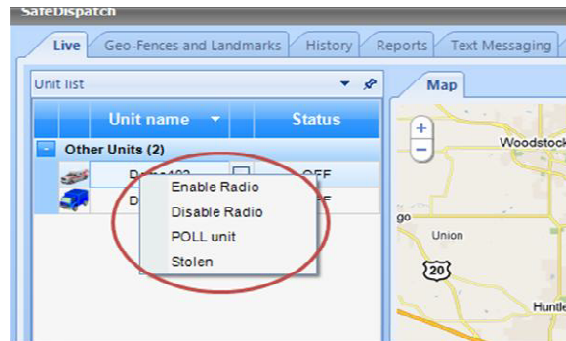 SafeDispatch
Live Geo-Fences and Landmarks History Reports Text Messaging
Unit list
Map
Unit name Status
Other Units (2)
OFF
Enable Radio
Disable Radio
POLL unit
Stolen
Woodstock
Union
20